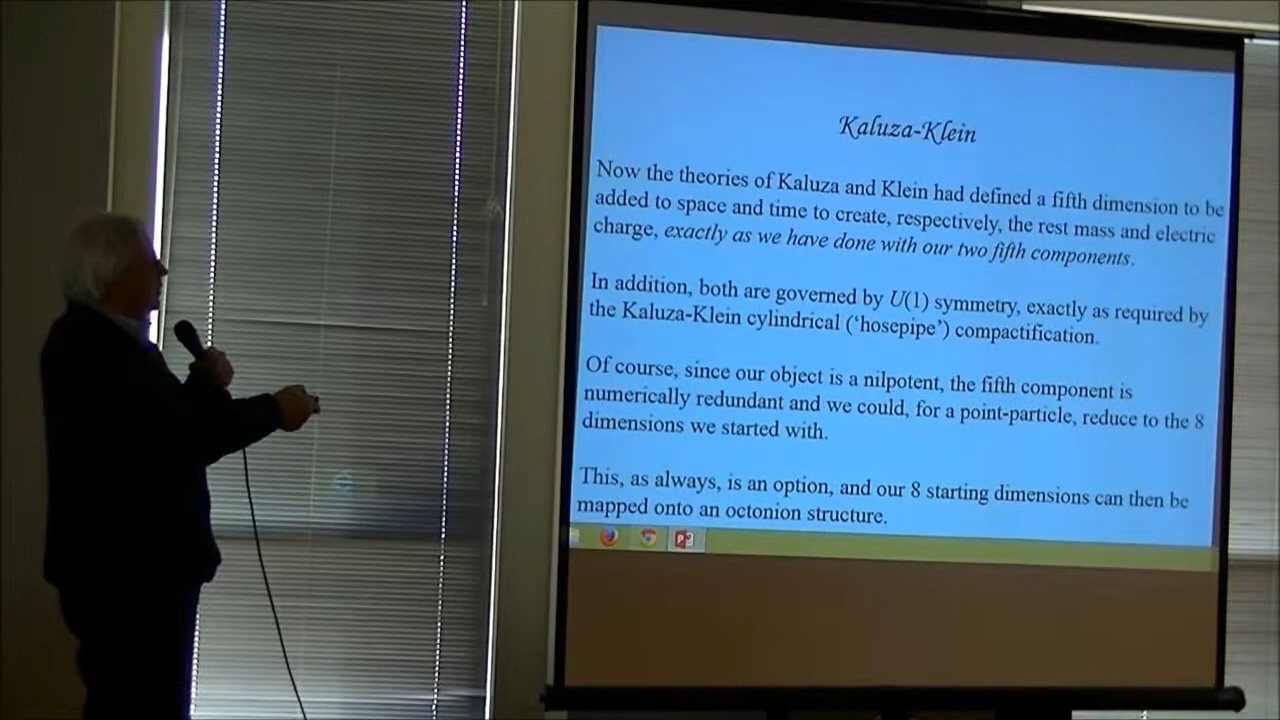 Kaluza-Klein
Now the theories of Kaluza and Klein had defined a fifth dimension to be
added to space and time to create, respectively, the rest mass and electric
charge, exactly as we have done with our two fifth components.
In addition, both are governed by U(1) symmetry, exactly as required by
the Kaluza-Klein cylindrical (‘hosepipe’) compactification.
Of course, since our object is a nilpotent, the fifth component is
numerically redundant and we could, for a point-particle, reduce to the 8
dimensions we started with.
This, as always, is an option, and our 8 starting dimensions can then be
mapped onto an octonion structure.